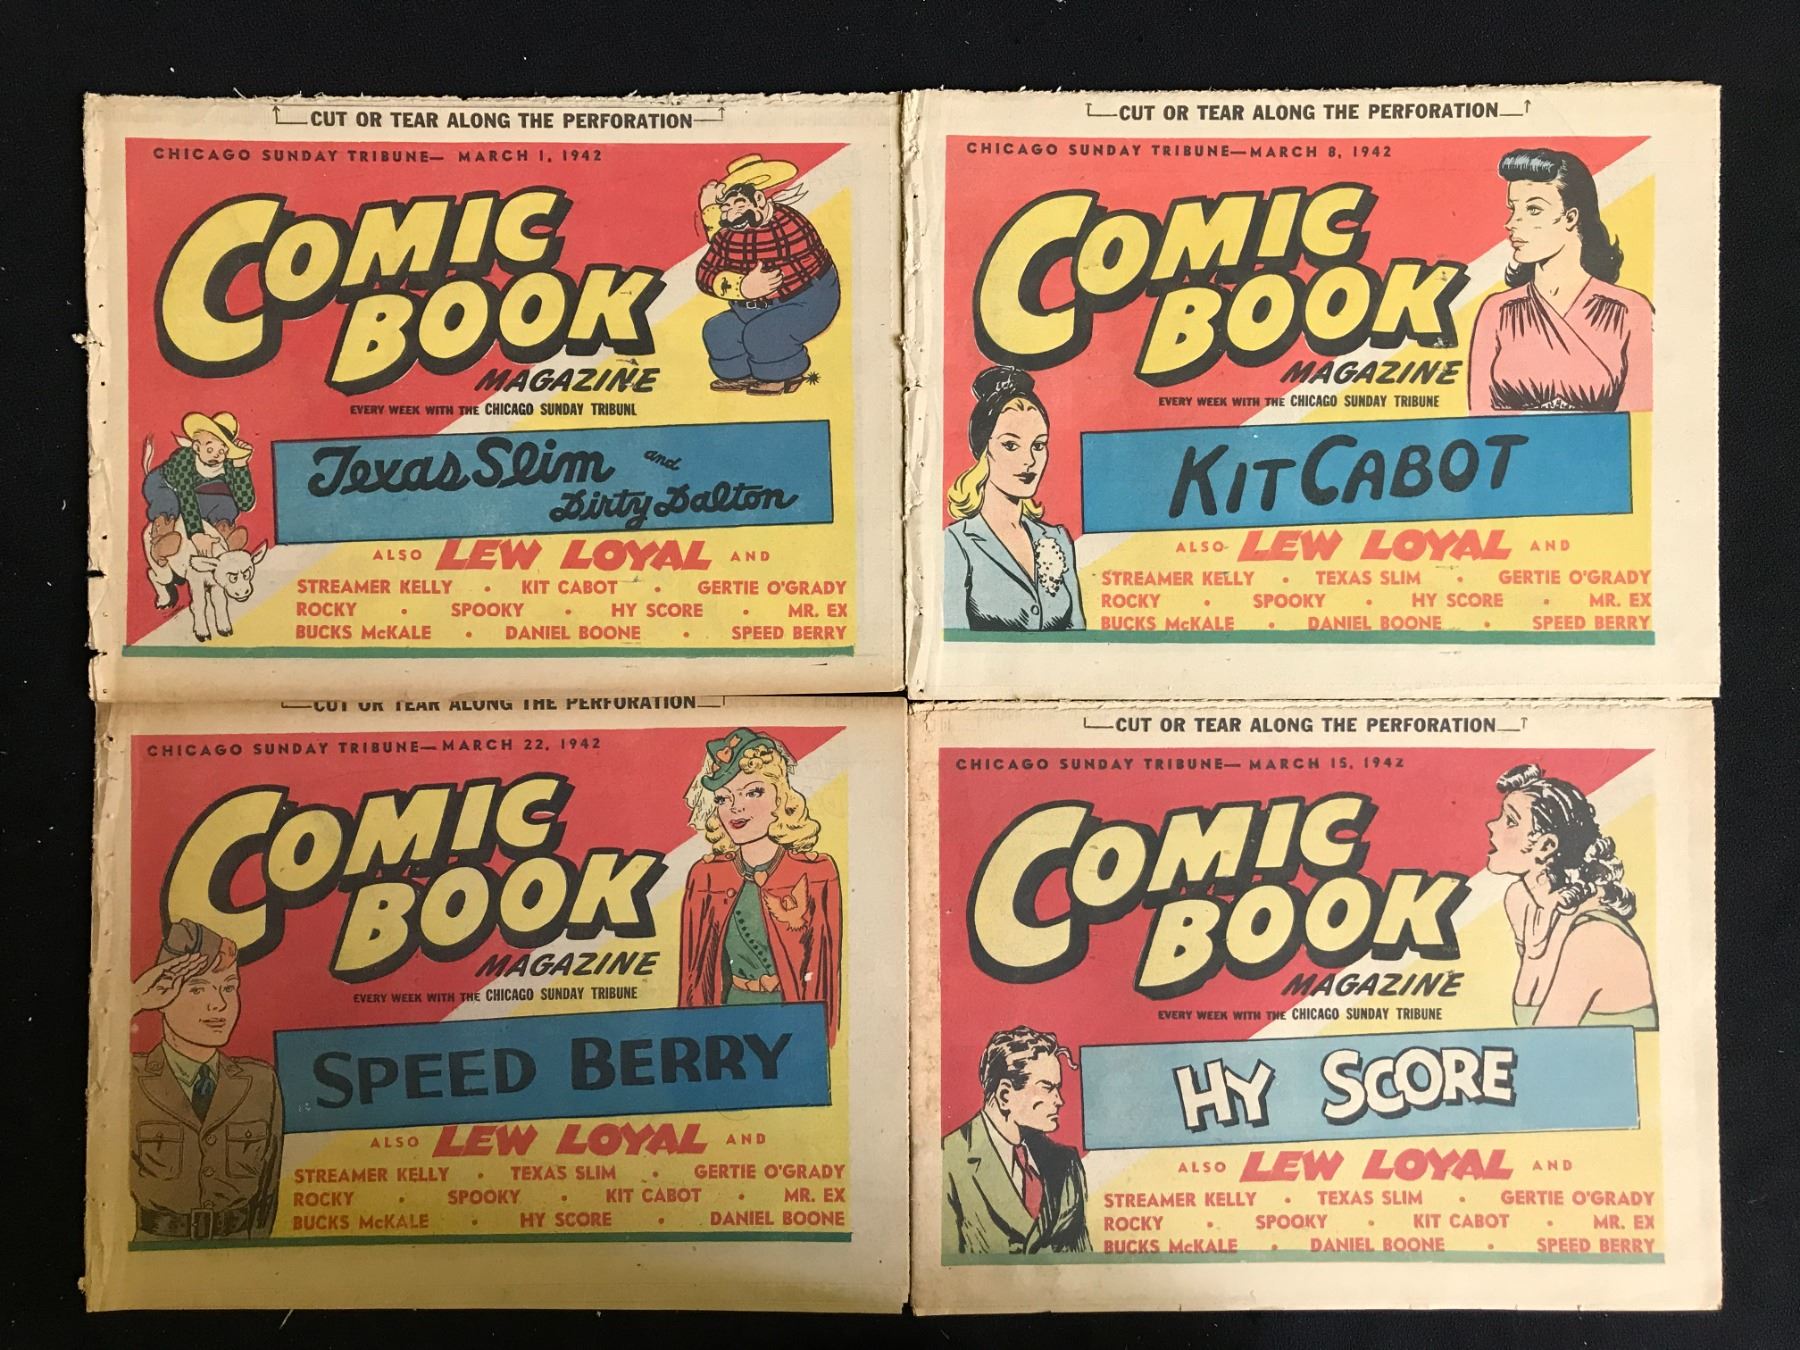 CUT OR TEAR ALONG THE PERFORATION
CHICAGO SUNDAY TRIBUNE— MARCH 1, 1942
COMIC
BOOK
MAGAZINE
EVERY WEEK WITH THE CHICAGO SUNDAY TRIBUNE
Texas Slim and
Dirty Dalton
ALSO LEW LOYAL AND
STREAMER KELLY • KIT CABOT • GERTIE O'GRADY
ROCKY • SPOOKY • HY SCORE • MR. EX
BUCKS McKALE • DANIEL BOONE • SPEED BERRY
CUT OR TEAR ALONG THE PERFORATION
CHICAGO SUNDAY TRIBUNE—MARCH 8, 1942
COMIC
BOOK
MAGAZINE
EVERY WEEK WITH THE CHICAGO SUNDAY TRIBUNE
KIT CABOT
ALSO LEW LOYAL AND
STREAMER KELLY • TEXAS SLIM • GERTIE O'GRADY
ROCKY • SPOOKY • HY SCORE • MR. EX
BUCKS McKALE • DANIEL BOONE • SPEED BERRY
CUT OR TEAR ALONG THE PERFORATION
CHICAGO SUNDAY TRIBUNE—MARCH 22, 1942
COMIC
BOOK
MAGAZINE
EVERY WEEK WITH THE CHICAGO SUNDAY TRIBUNE
SPEED BERRY
ALSO LEW LOYAL AND
STREAMER KELLY • TEXAS SLIM • GERTIE O'GRADY
ROCKY • SPOOKY • KIT CABOT • MR. EX
BUCKS McKALE • HY SCORE • DANIEL BOONE
CUT OR TEAR ALONG THE PERFORATION
CHICAGO SUNDAY TRIBUNE— MARCH 15, 1942
COMIC
BOOK
MAGAZINE
EVERY WEEK WITH THE CHICAGO SUNDAY TRIBUNE
HY SCORE
ALSO LEW LOYAL AND
STREAMER KELLY • TEXAS SLIM • GERTIE O'GRADY
ROCKY • SPOOKY • KIT CABOT • MR. EX
BUCKS McKALE • DANIEL BOONE • SPEED BERRY